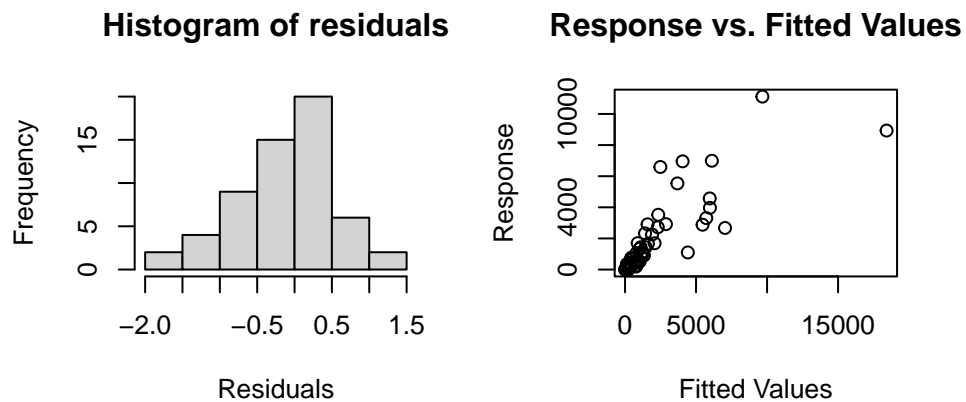 Histogram of residuals
Frequency
0
5
15
−2.0 −0.5 0.5 1.5
Residuals
Response vs. Fitted Values
Response
0
4000
10000
0 5000 15000
Fitted Values